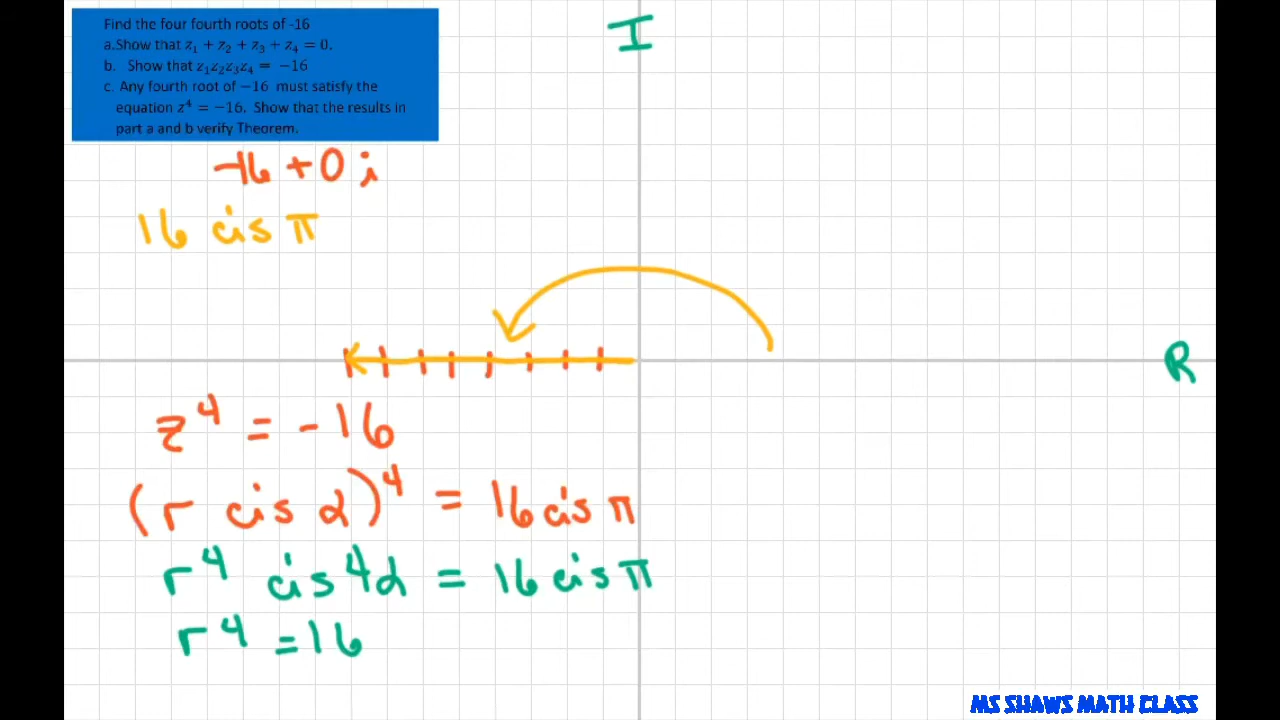 Find the four fourth roots of -16
a.Show that z₁ + z₂ + z₃ + z₄ = 0.
b. Show that z₁z₂z₃z₄ = −16
c. Any fourth root of −16 must satisfy the
equation z⁴ = −16. Show that the results in
part a and b verify Theorem.
I
-16 + 0i
16 cis π
R
z⁴ = -16
(r cis α)⁴ = 16 cis π
r⁴ cis 4α = 16 cis π
r⁴ = 16
MS SHAWS MATH CLASS